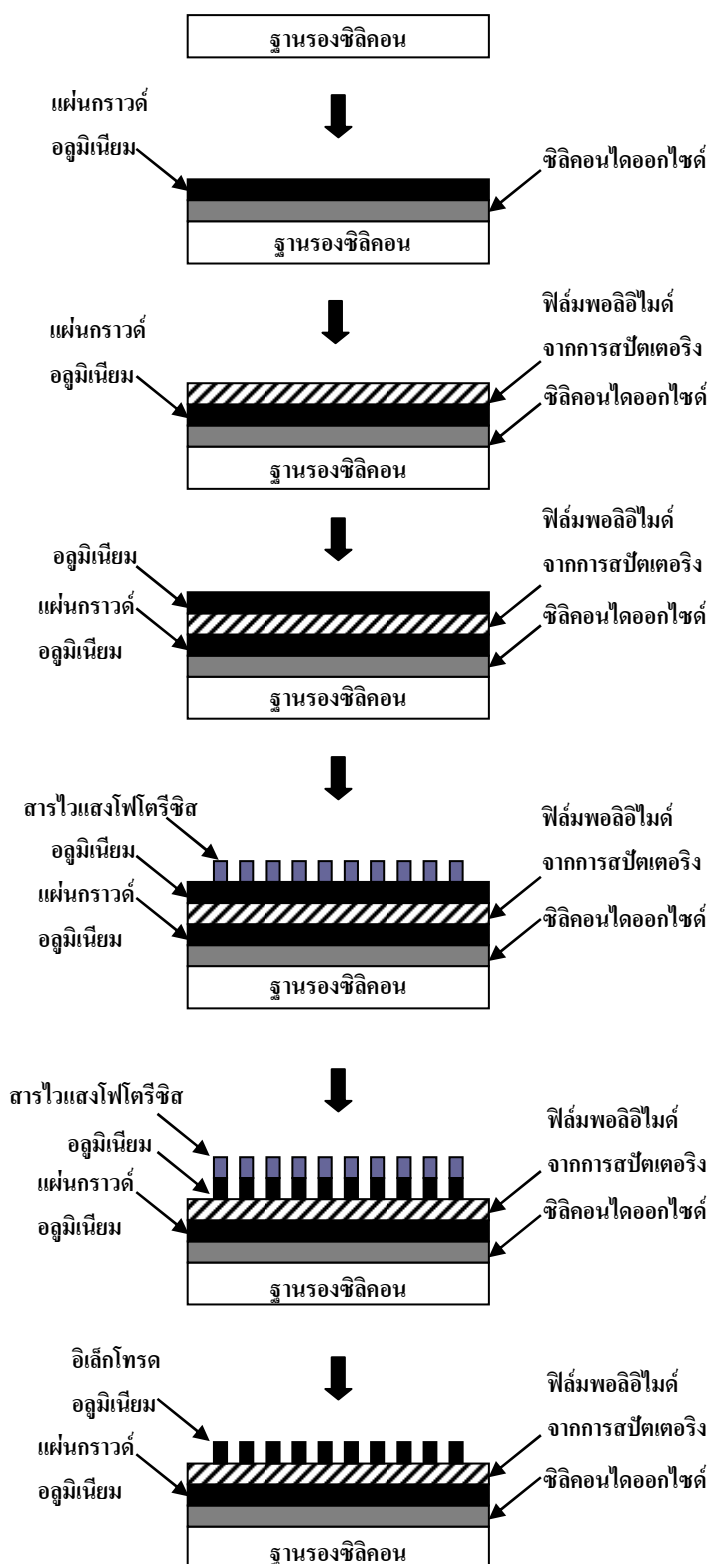 ฐานรองซิลิคอน
แผ่นกราวด์
อลูมิเนียม
ซิลิคอนไดออกไซด์
ฐานรองซิลิคอน
แผ่นกราวด์
อลูมิเนียม
ฟิล์มพอลิอิไมด์
จากการสปัตเตอริง
ซิลิคอนไดออกไซด์
ฐานรองซิลิคอน
อลูมิเนียม
แผ่นกราวด์
อลูมิเนียม
ฟิล์มพอลิอิไมด์
จากการสปัตเตอริง
ซิลิคอนไดออกไซด์
ฐานรองซิลิคอน
สารไวแสงโฟโตรีซิส
อลูมิเนียม
แผ่นกราวด์
อลูมิเนียม
ฟิล์มพอลิอิไมด์
จากการสปัตเตอริง
ซิลิคอนไดออกไซด์
ฐานรองซิลิคอน
สารไวแสงโฟโตรีซิส
อลูมิเนียม
แผ่นกราวด์
อลูมิเนียม
ฟิล์มพอลิอิไมด์
จากการสปัตเตอริง
ซิลิคอนไดออกไซด์
ฐานรองซิลิคอน
อิเล็กโทรด
อลูมิเนียม
แผ่นกราวด์
อลูมิเนียม
ฟิล์มพอลิอิไมด์
จากการสปัตเตอริง
ซิลิคอนไดออกไซด์
ฐานรองซิลิคอน